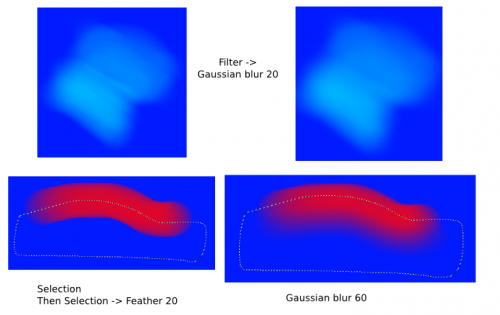 Filter ->
Gaussian blur 20
Selection
Then Selection -> Feather 20
Gaussian blur 60